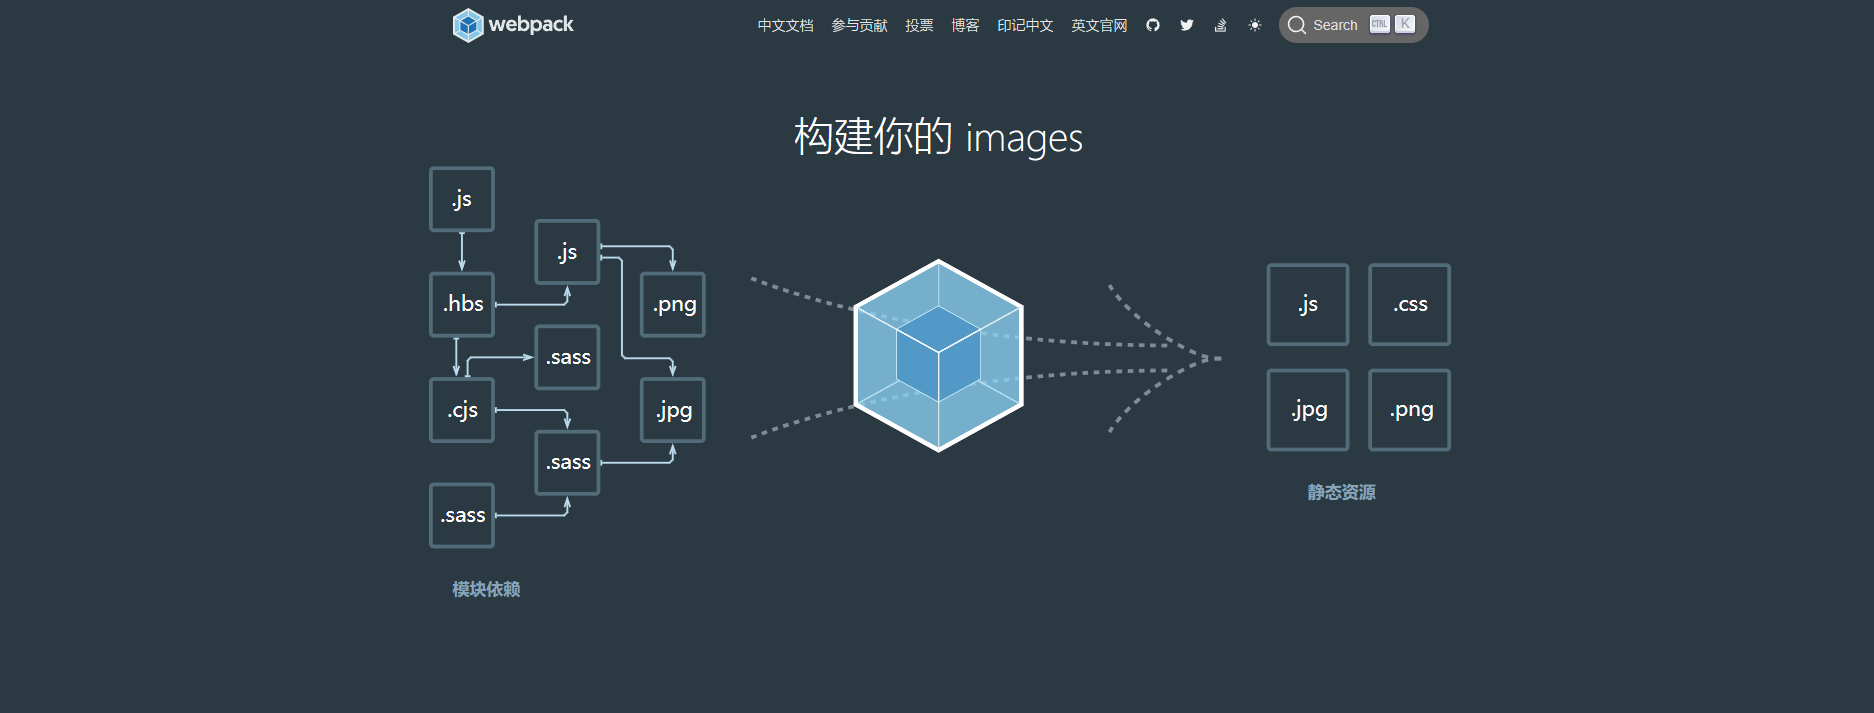 webpack
中文文档 参与贡献 投票 博客 印记中文 英文官网 Search CTRL K
构建你的 images
.js
.js
.hbs
.png
.sass
.cjs
.jpg
.sass
.sass
模块依赖
.js .css
.jpg .png
静态资源